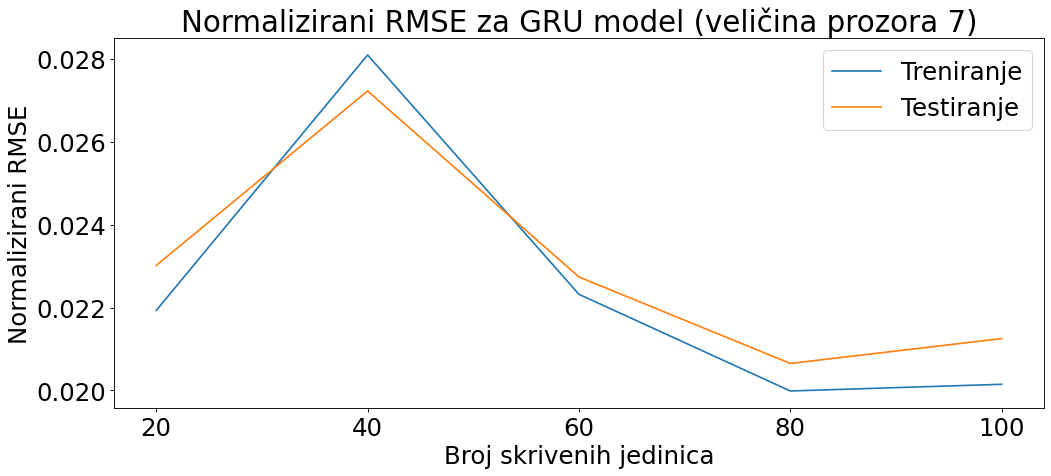 Normalizirani RMSE za GRU model (veličina prozora 7)
Normalizirani RMSE
0.028
0.026
0.024
0.022
0.020
Treniranje
Testiranje
20 40 60 80 100
Broj skrivenih jedinica